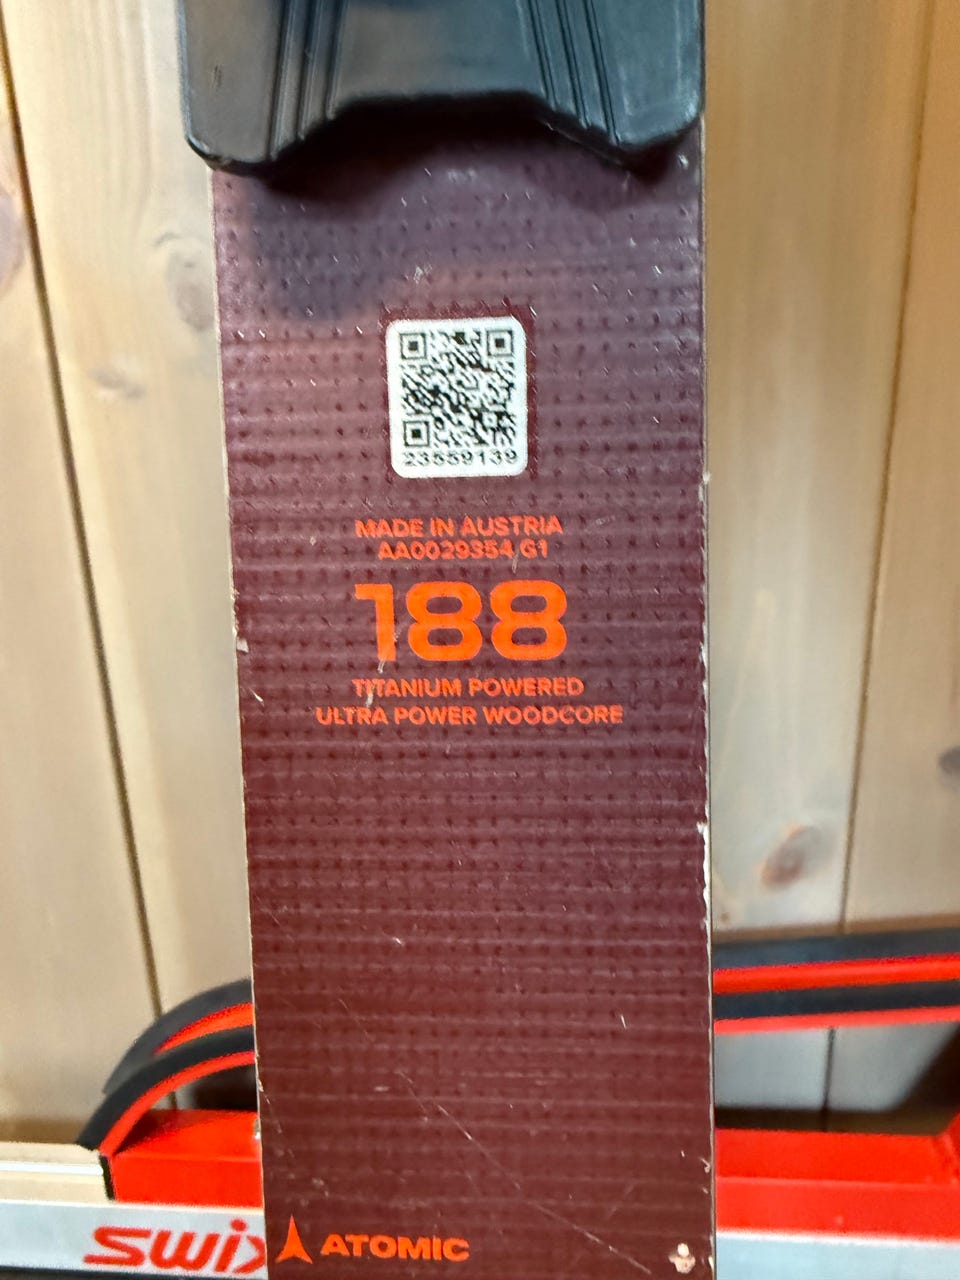 23559139
MADE IN AUSTRIA
AA0029354 G1
188
TITANIUM POWERED
ULTRA POWER WOODCORE
SWIX
ATOMIC